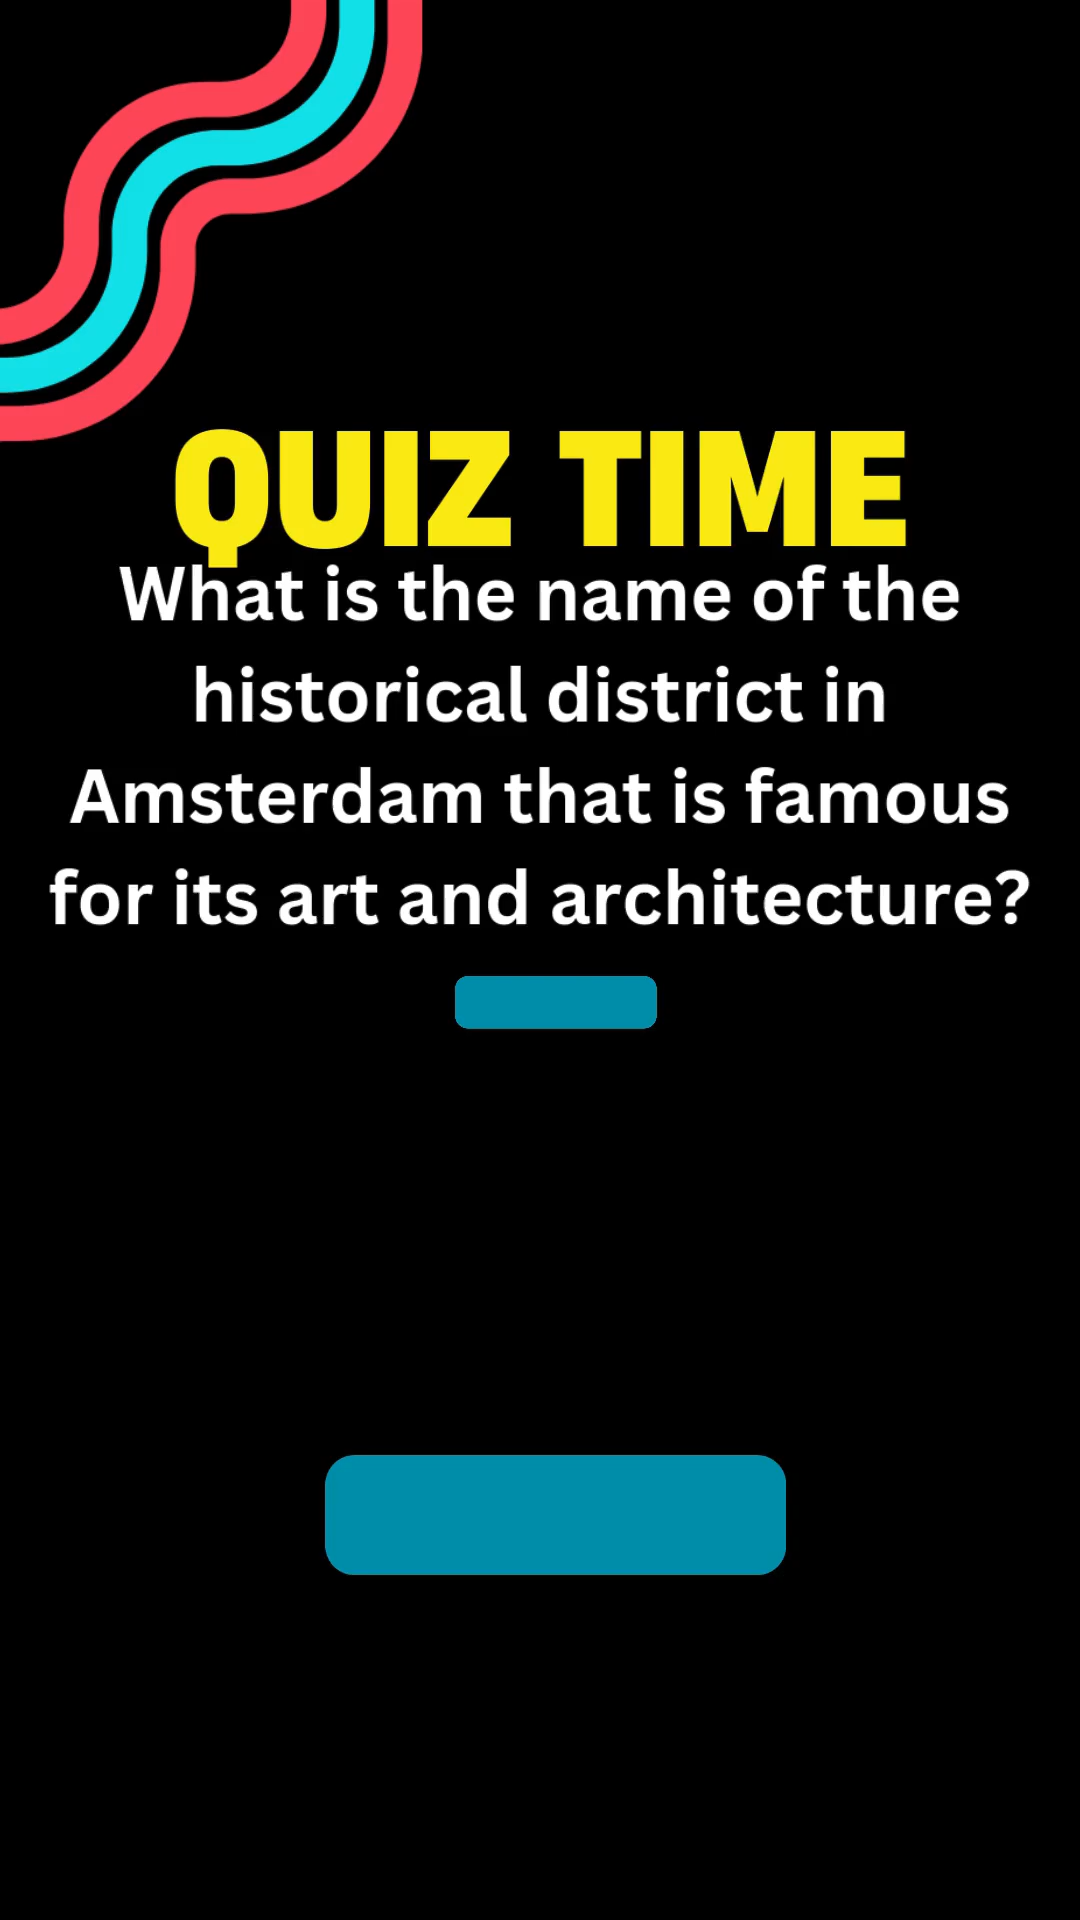 QUIZ TIME
What is the name of the
historical district in
Amsterdam that is famous
for its art and architecture?